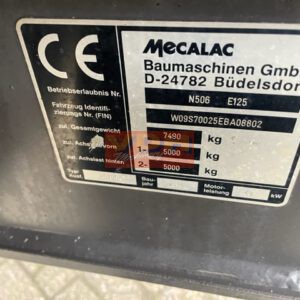 CE
MECALAC
Baumaschinen Gmb
D-24782 Büdelsdor
Betriebserlaubnis Nr.
N506 E125
Fahrzeug Identifi-
zierungs Nr. (FIN)
W09S70025EBA08802
zul. Gesamtgewicht
7490 kg
zul. Achslast vorn
1- 5000 kg
zul. Achslast hinten
2- 5000 kg
Typ
Bau-
jahr
Motor-
leistung
kW